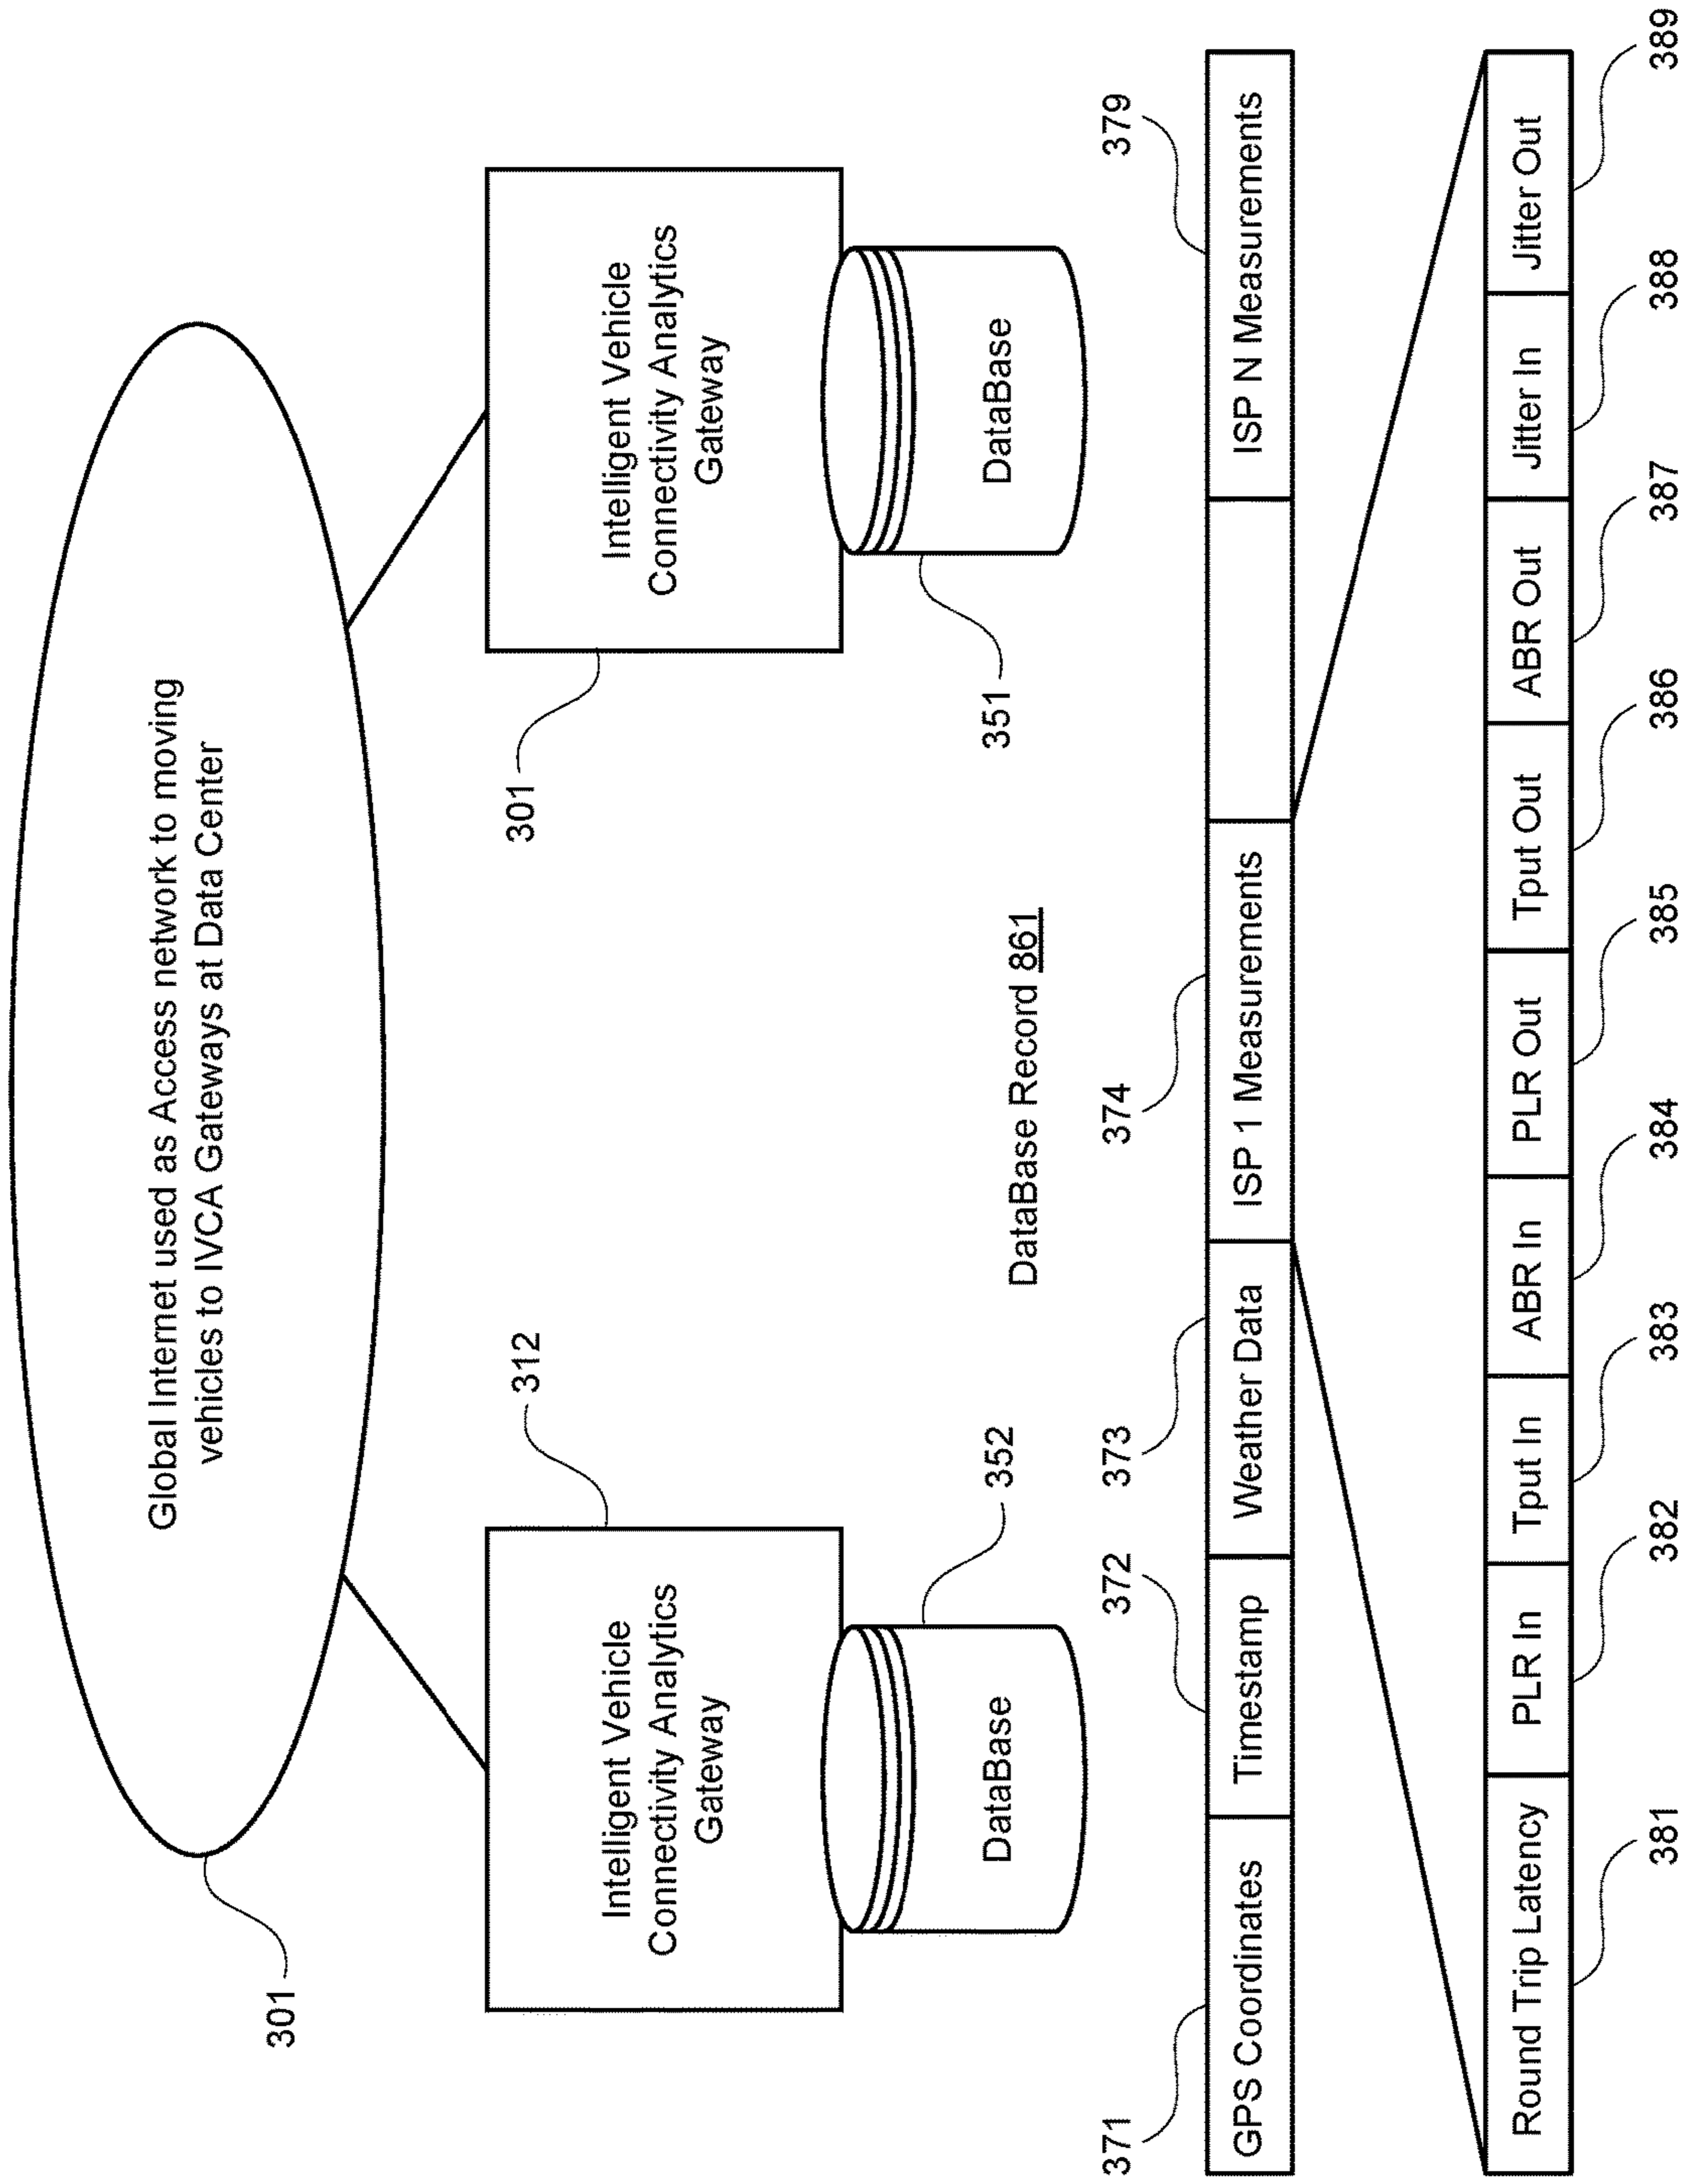 Global Internet used as Access network to moving
vehicles to IVCA Gateways at Data Center
301
312
Intelligent Vehicle
Connectivity Analytics
Gateway
352
DataBase
301
Intelligent Vehicle
Connectivity Analytics
Gateway
351
DataBase
DataBase Record 861
371
372
373
374
379
GPS Coordinates
Timestamp
Weather Data
ISP 1 Measurements
ISP N Measurements
Round Trip Latency
PLR In
Tput In
ABR In
PLR Out
Tput Out
ABR Out
Jitter In
Jitter Out
381
382
383
384
385
386
387
388
389